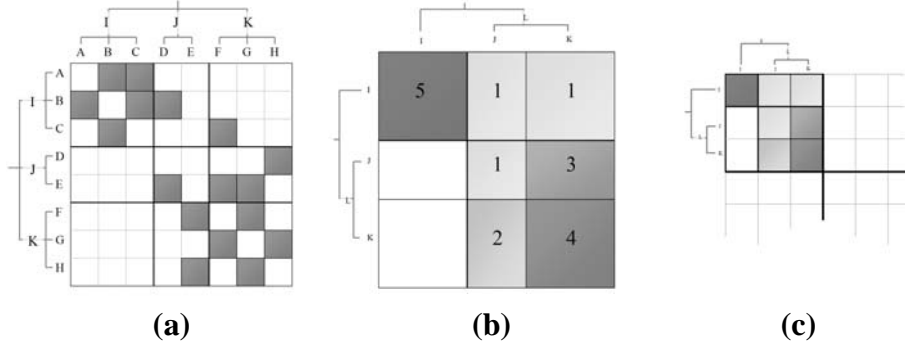 I J K
A B C D E F G H
A
I B
C
J D
E
F
K G
H
L
I J K
I 5 1 1
J 1 3
L
K 2 4
L
I
J
L
K
(a) (b) (c)